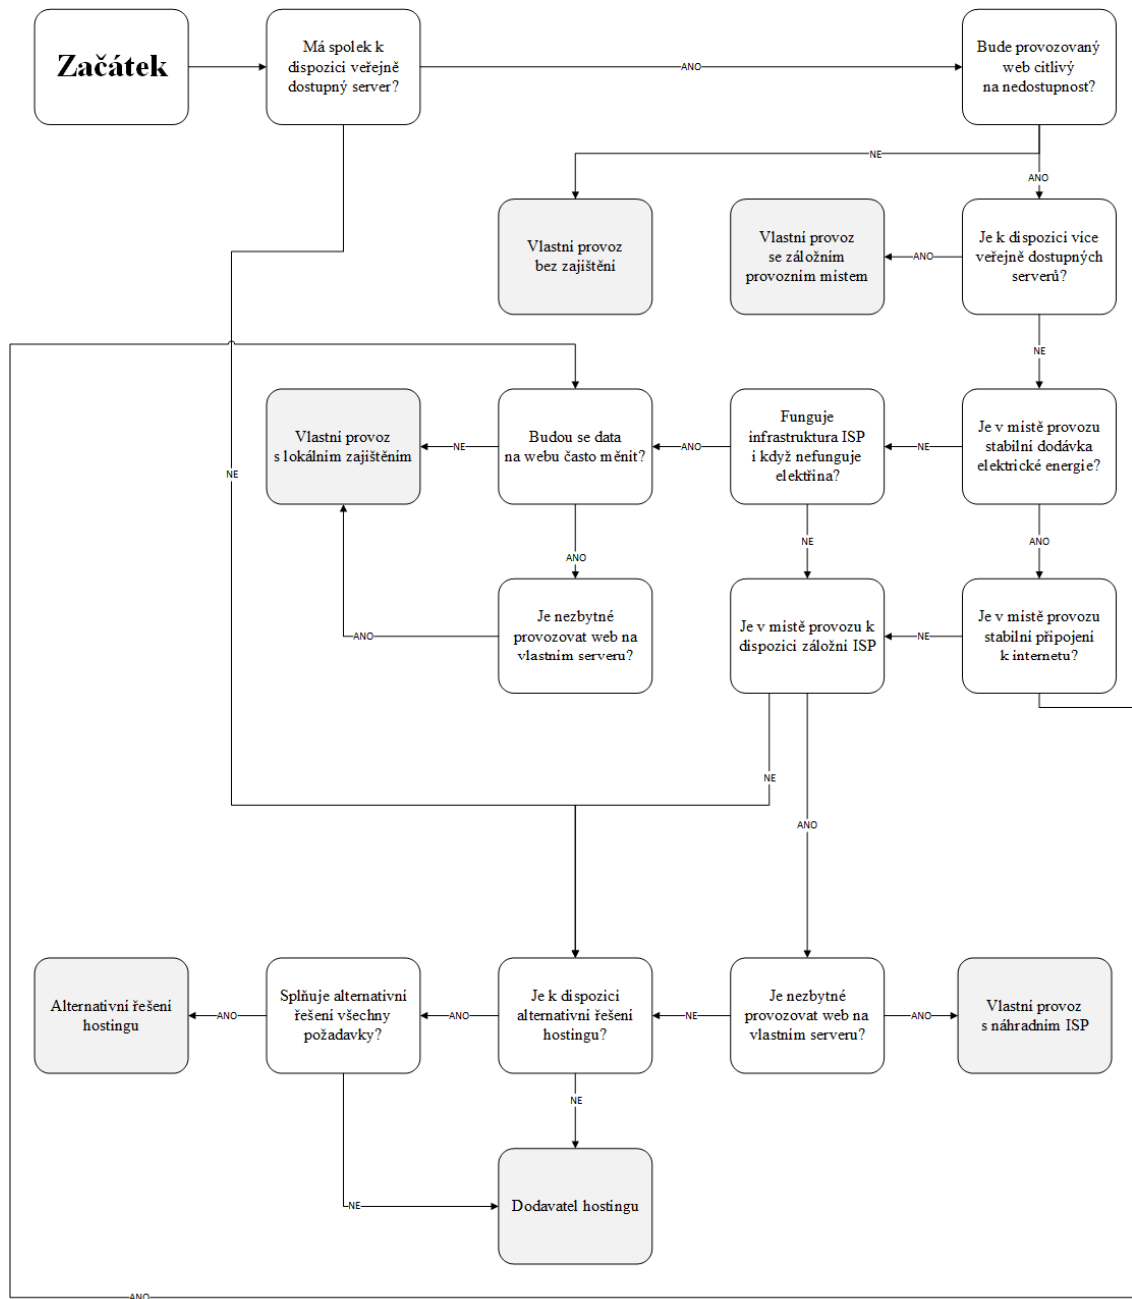 Začátek
Má spolek k
dispozici veřejně
dostupný server?
ANO
Bude provozovaný
web citlivý
na nedostupnost?
NE
ANO
Vlastní provoz
bez zajištění
Vlastní provoz
se záložním
provozním místem
ANO
Je k dispozici více
veřejně dostupných
serverů?
NE
Vlastní provoz
s lokálním zajištěním
NE
Budou se data
na webu často měnit?
ANO
Funguje
infrastruktura ISP
i když nefunguje
elektřina?
NE
Je v místě provozu
stabilní dodávka
elektrické energie?
NE
ANO
NE
ANO
ANO
Je nezbytné
provozovat web na
vlastním serveru?
Je v místě provozu k
dispozici záložní ISP
NE
Je v místě provozu
stabilní připojení
k internetu?
NE
ANO
Alternativní řešení
hostingu
ANO
Splňuje alternativní
řešení všechny
požadavky?
ANO
Je k dispozici
alternativní řešení
hostingu?
NE
Je nezbytné
provozovat web na
vlastním serveru?
ANO
Vlastní provoz
s náhradním ISP
NE
NE
Dodavatel hostingu
ANO